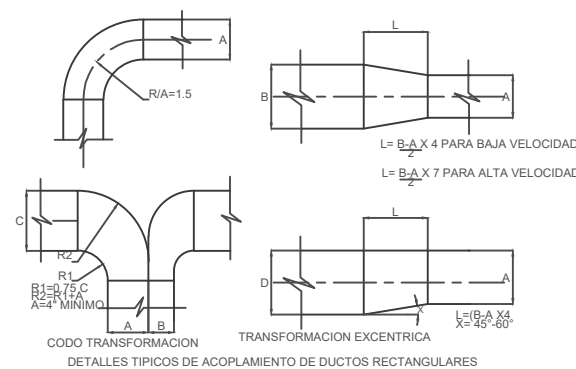 A
R/A=1.5
L
B
A
L= B-A X 4 PARA BAJA VELOCIDAD
2
L= B-A X 7 PARA ALTA VELOCIDAD
2
C
R2
R1
R1=0.75 C
R2=R1+A
A=4" MINIMO
A
B
CODO TRANSFORMACION
L
D
A
X
L=(B-A X4
X= 45°-60°
TRANSFORMACION EXCENTRICA
DETALLES TIPICOS DE ACOPLAMIENTO DE DUCTOS RECTANGULARES